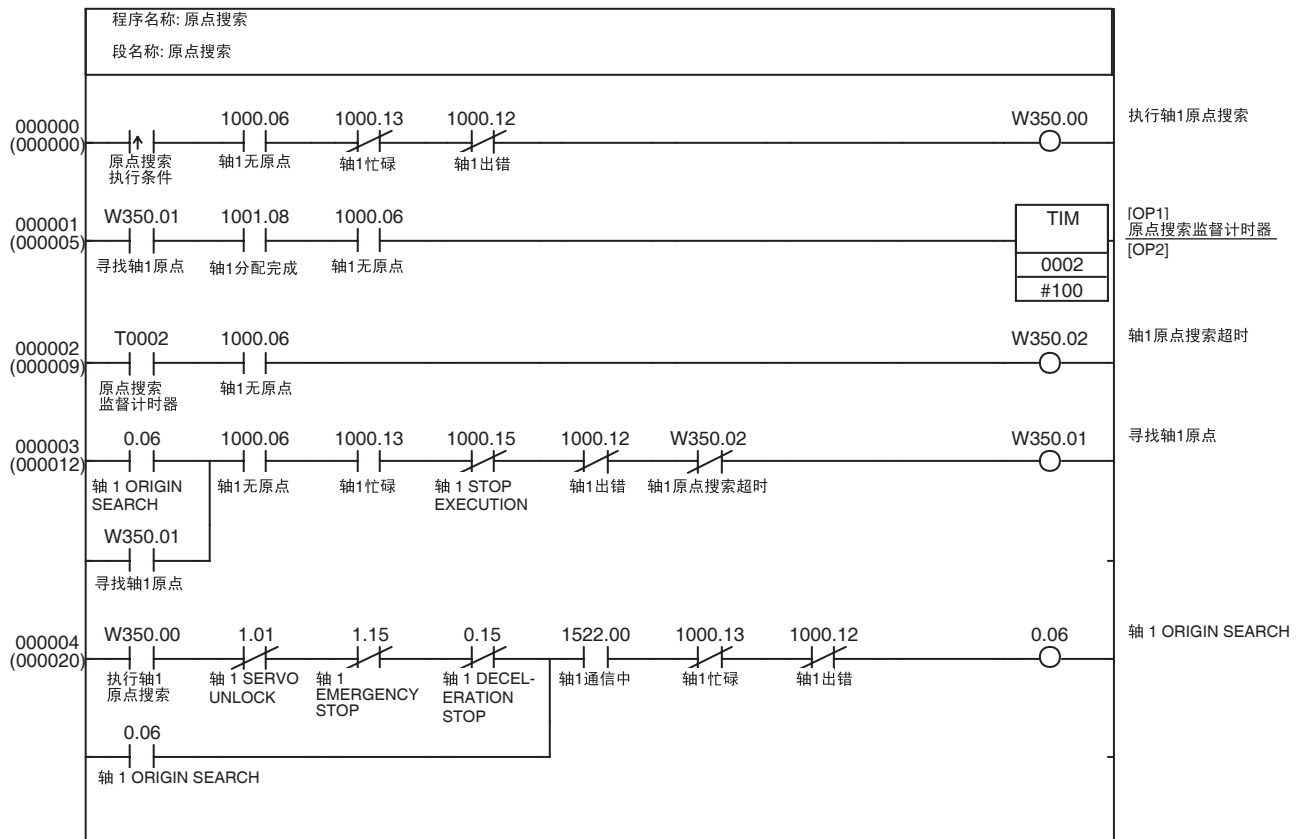 程序名称: 原点搜索
段名称: 原点搜索
000000
(000000)
原点搜索
执行条件
1000.06
轴1无原点
1000.13
轴1忙碌
1000.12
轴1出错
W350.00
执行轴1原点搜索
000001
(000005)
W350.01
寻找轴1原点
1001.08
轴1分配完成
1000.06
轴1无原点
TIM
0002
#100
[OP1]
原点搜索监督计时器
[OP2]
000002
(000009)
T0002
原点搜索
监督计时器
1000.06
轴1无原点
W350.02
轴1原点搜索超时
000003
(000012)
0.06
轴 1 ORIGIN
SEARCH
1000.06
轴1无原点
1000.13
轴1忙碌
1000.15
轴 1 STOP
EXECUTION
1000.12
轴1出错
W350.02
轴1原点搜索超时
W350.01
寻找轴1原点
W350.01
寻找轴1原点
000004
(000020)
W350.00
执行轴1
原点搜索
1.01
轴 1 SERVO
UNLOCK
1.15
轴 1
EMERGENCY
STOP
0.15
轴 1 DECEL-
ERATION
STOP
1522.00
轴1通信中
1000.13
轴1忙碌
1000.12
轴1出错
0.06
轴 1 ORIGIN SEARCH
0.06
轴 1 ORIGIN SEARCH